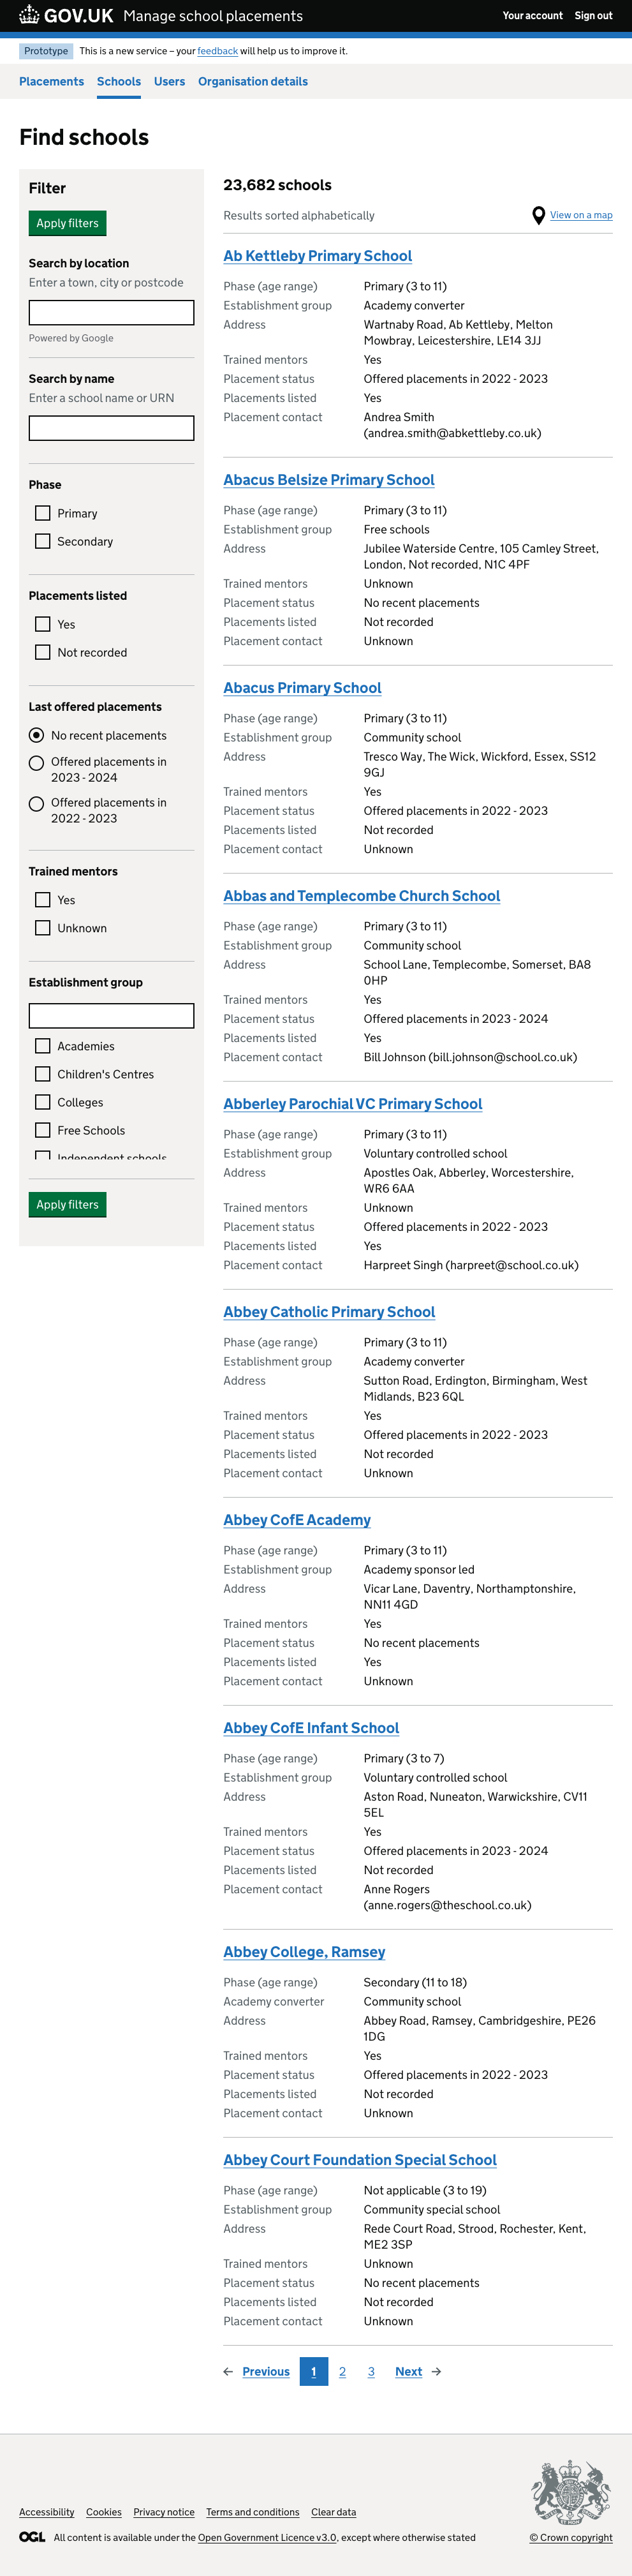 GOV.UK Manage school placements
Your account Sign out
Prototype This is a new service – your feedback will help us to improve it.
Placements Schools Users Organisation details
Find schools
Filter
Apply filters
Search by location
Enter a town, city or postcode
Powered by Google
Search by name
Enter a school name or URN
Phase
Primary
Secondary
Placements listed
Yes
Not recorded
Last offered placements
No recent placements
Offered placements in
2023 - 2024
Offered placements in
2022 - 2023
Trained mentors
Yes
Unknown
Establishment group
Academies
Children's Centres
Colleges
Free Schools
Independent schools
Apply filters
23,682 schools
Results sorted alphabetically
View on a map
Ab Kettleby Primary School
Phase (age range) Primary (3 to 11)
Establishment group Academy converter
Address Wartnaby Road, Ab Kettleby, Melton
Mowbray, Leicestershire, LE14 3JJ
Trained mentors Yes
Placement status Offered placements in 2022 - 2023
Placements listed Yes
Placement contact Andrea Smith
(andrea.smith@abkettleby.co.uk)
Abacus Belsize Primary School
Phase (age range) Primary (3 to 11)
Establishment group Free schools
Address Jubilee Waterside Centre, 105 Camley Street,
London, Not recorded, N1C 4PF
Trained mentors Unknown
Placement status No recent placements
Placements listed Not recorded
Placement contact Unknown
Abacus Primary School
Phase (age range) Primary (3 to 11)
Establishment group Community school
Address Tresco Way, The Wick, Wickford, Essex, SS12
9GJ
Trained mentors Yes
Placement status Offered placements in 2022 - 2023
Placements listed Not recorded
Placement contact Unknown
Abbas and Templecombe Church School
Phase (age range) Primary (3 to 11)
Establishment group Community school
Address School Lane, Templecombe, Somerset, BA8
0HP
Trained mentors Yes
Placement status Offered placements in 2023 - 2024
Placements listed Yes
Placement contact Bill Johnson (bill.johnson@school.co.uk)
Abberley Parochial VC Primary School
Phase (age range) Primary (3 to 11)
Establishment group Voluntary controlled school
Address Apostles Oak, Abberley, Worcestershire,
WR6 6AA
Trained mentors Unknown
Placement status Offered placements in 2022 - 2023
Placements listed Yes
Placement contact Harpreet Singh (harpreet@school.co.uk)
Abbey Catholic Primary School
Phase (age range) Primary (3 to 11)
Establishment group Academy converter
Address Sutton Road, Erdington, Birmingham, West
Midlands, B23 6QL
Trained mentors Yes
Placement status Offered placements in 2022 - 2023
Placements listed Not recorded
Placement contact Unknown
Abbey CofE Academy
Phase (age range) Primary (3 to 11)
Establishment group Academy sponsor led
Address Vicar Lane, Daventry, Northamptonshire,
NN11 4GD
Trained mentors Yes
Placement status No recent placements
Placements listed Yes
Placement contact Unknown
Abbey CofE Infant School
Phase (age range) Primary (3 to 7)
Establishment group Voluntary controlled school
Address Aston Road, Nuneaton, Warwickshire, CV11
5EL
Trained mentors Yes
Placement status Offered placements in 2023 - 2024
Placements listed Not recorded
Placement contact Anne Rogers
(anne.rogers@theschool.co.uk)
Abbey College, Ramsey
Phase (age range) Secondary (11 to 18)
Academy converter Community school
Address Abbey Road, Ramsey, Cambridgeshire, PE26
1DG
Trained mentors Yes
Placement status Offered placements in 2022 - 2023
Placements listed Not recorded
Placement contact Unknown
Abbey Court Foundation Special School
Phase (age range) Not applicable (3 to 19)
Establishment group Community special school
Address Rede Court Road, Strood, Rochester, Kent,
ME2 3SP
Trained mentors Unknown
Placement status No recent placements
Placements listed Not recorded
Placement contact Unknown
← Previous 1 2 3 Next →
Accessibility Cookies Privacy notice Terms and conditions Clear data
OGL All content is available under the Open Government Licence v3.0, except where otherwise stated
© Crown copyright